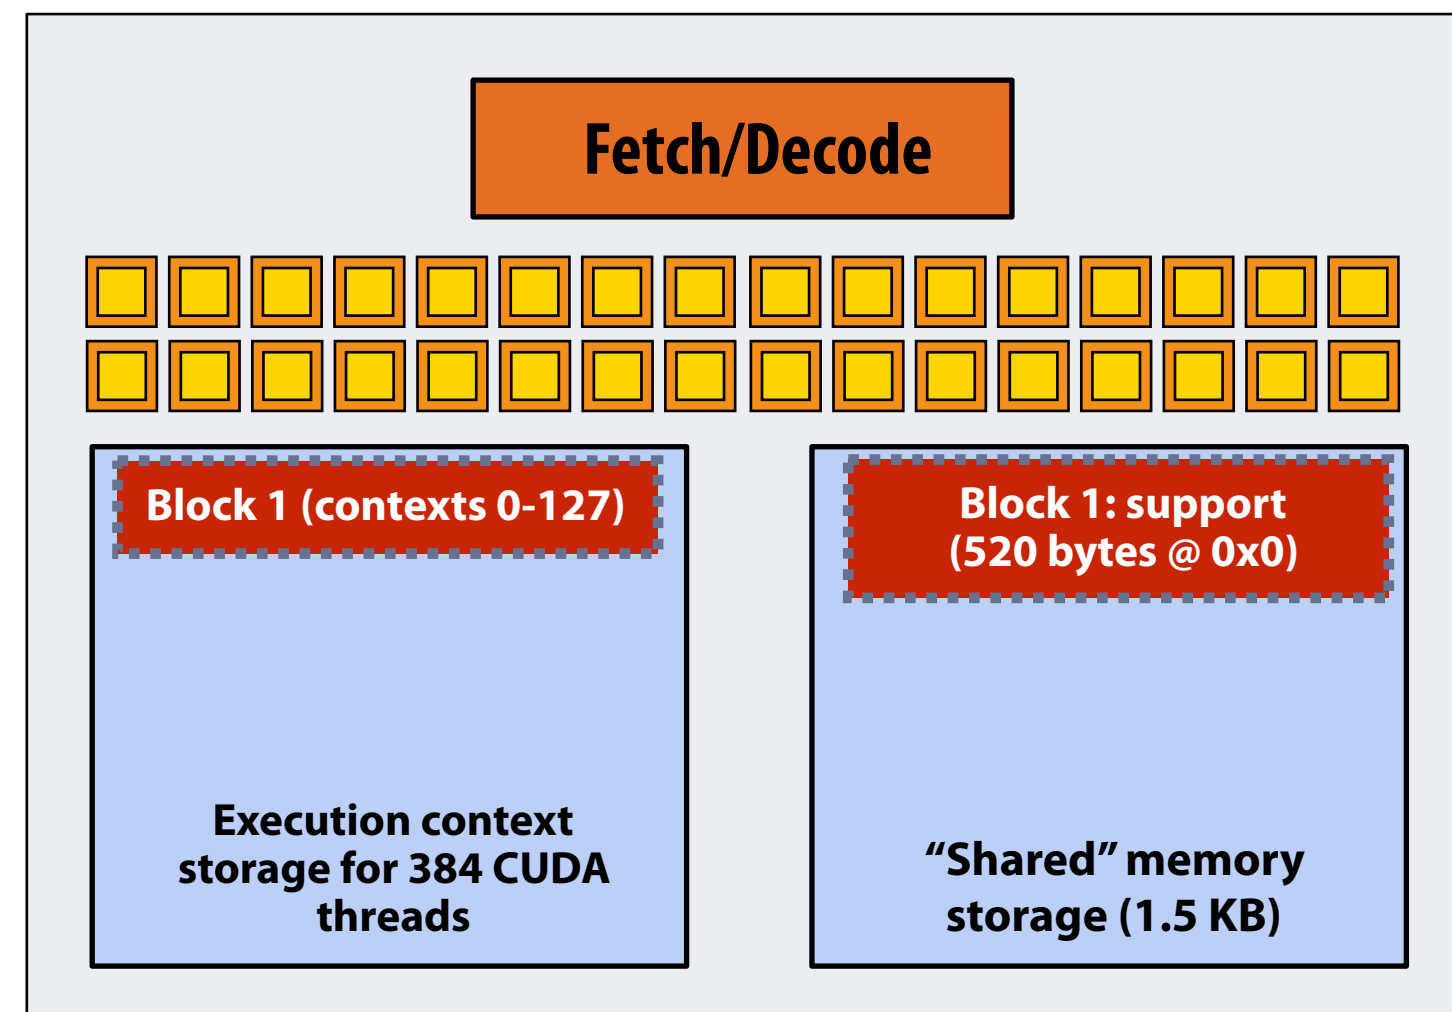 Fetch/Decode
Block 1 (contexts 0-127)
Block 1: support
(520 bytes @ 0x0)
Execution context
storage for 384 CUDA
threads
“Shared” memory
storage (1.5 KB)